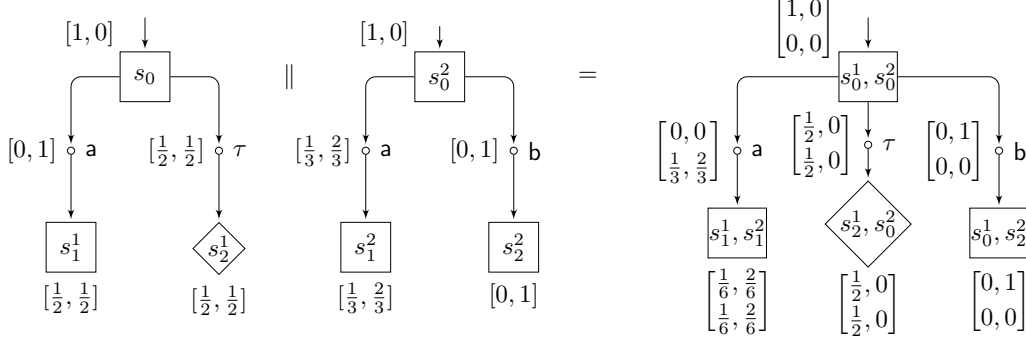 [1, 0]
s_0
[0, 1]
a
[1/2, 1/2]
τ
s_1^1
[1/2, 1/2]
s_2^1
[1/2, 1/2]
‖
[1, 0]
s_0^2
[1/3, 2/3]
a
[0, 1]
b
s_1^2
[1/3, 2/3]
s_2^2
[0, 1]
=
[1, 0
0, 0]
s_0^1, s_0^2
[0, 0
1/3, 2/3]
a
[1/2, 0
1/2, 0]
τ
[0, 1
0, 0]
b
s_1^1, s_1^2
[1/6, 2/6
1/6, 2/6]
s_2^1, s_0^2
[1/2, 0
1/2, 0]
s_0^1, s_2^2
[0, 1
0, 0]